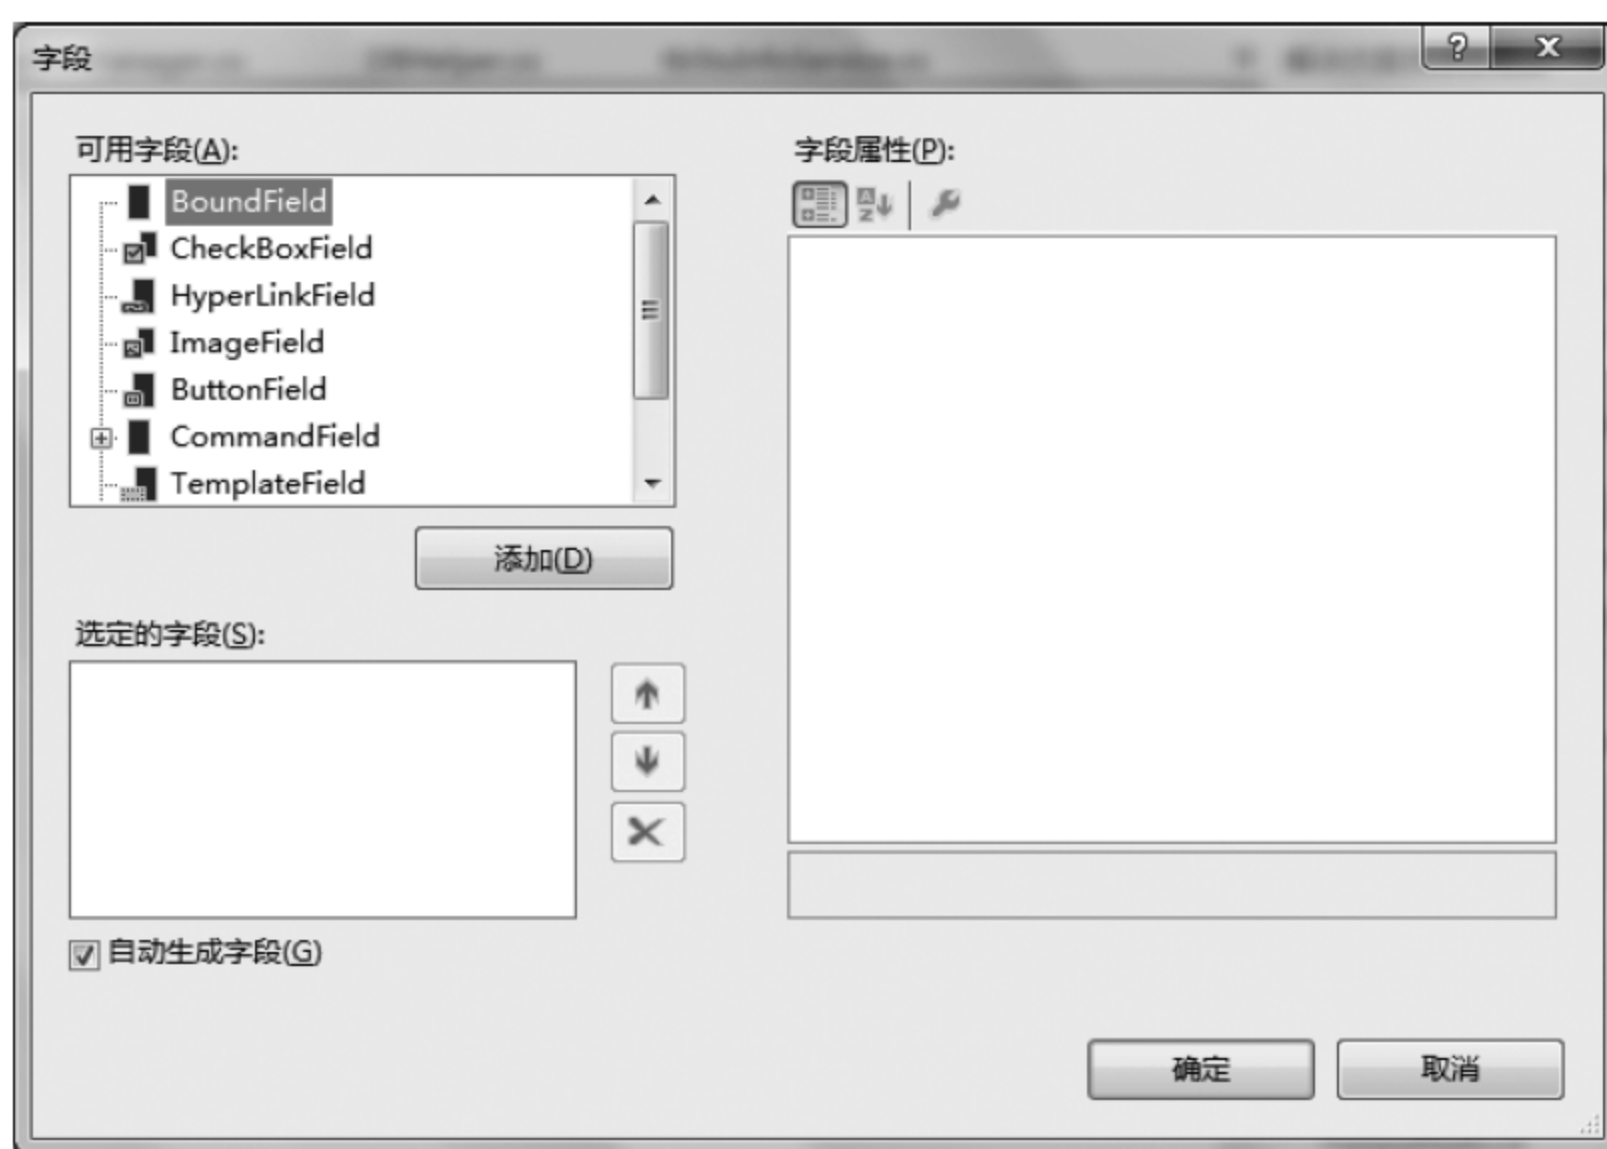 字段
可用字段(A):
BoundField
CheckBoxField
HyperLinkField
ImageField
ButtonField
CommandField
TemplateField
添加(D)
选定的字段(S):
自动生成字段(G)
字段属性(P):
确定
取消